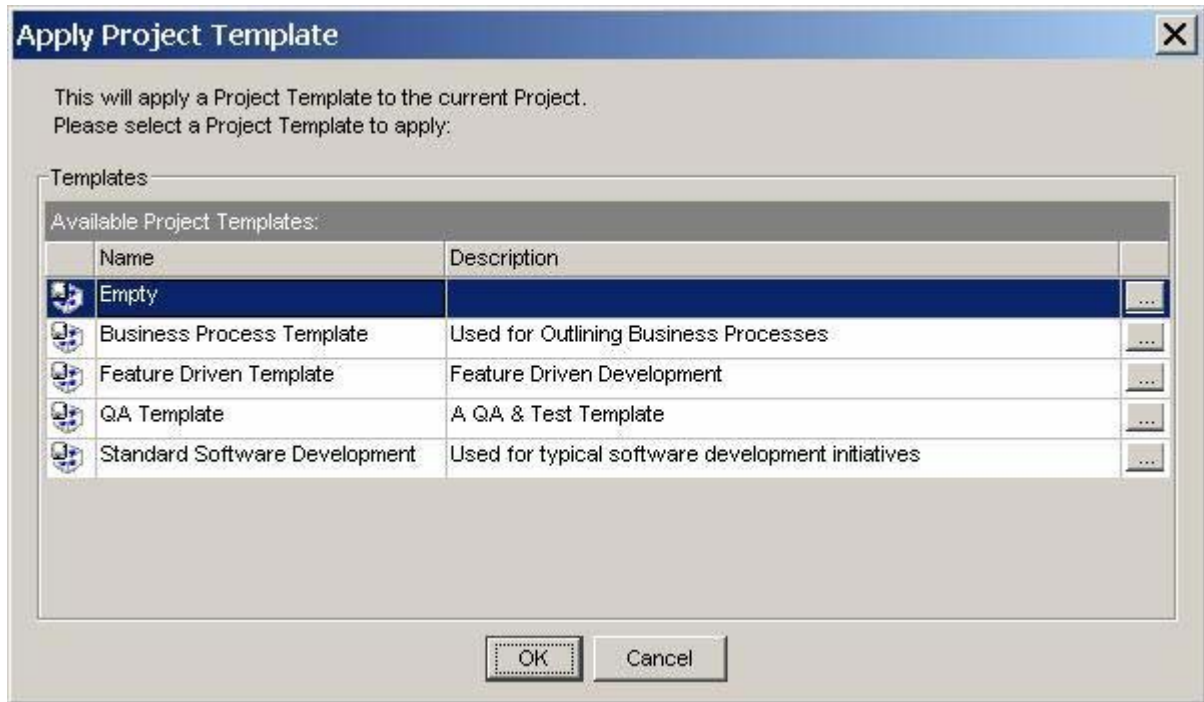 Apply Project Template
This will apply a Project Template to the current Project.
Please select a Project Template to apply:
Templates
Available Project Templates:
Name Description
Empty ...
Business Process Template Used for Outlining Business Processes ...
Feature Driven Template Feature Driven Development ...
QA Template A QA & Test Template ...
Standard Software Development Used for typical software development initiatives ...
OK Cancel